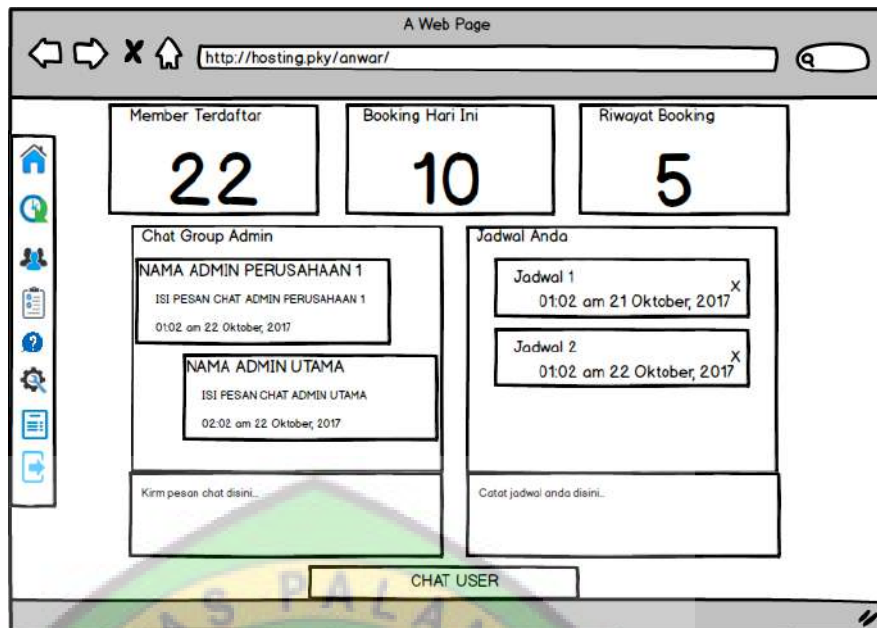 A Web Page
http://hosting.pky/anwar/
Member Terdaftar
22
Booking Hari Ini
10
Riwayat Booking
5
Chat Group Admin
NAMA ADMIN PERUSAHAAN 1
ISI PESAN CHAT ADMIN PERUSAHAAN 1
01:02 am 22 Oktober, 2017
NAMA ADMIN UTAMA
ISI PESAN CHAT ADMIN UTAMA
02:02 am 22 Oktober, 2017
Kirm pesan chat disini...
Jadwal Anda
Jadwal 1
X
01:02 am 21 Oktober, 2017
Jadwal 2
X
01:02 am 22 Oktober, 2017
Catat jadwal anda disini...
CHAT USER
AS PALA